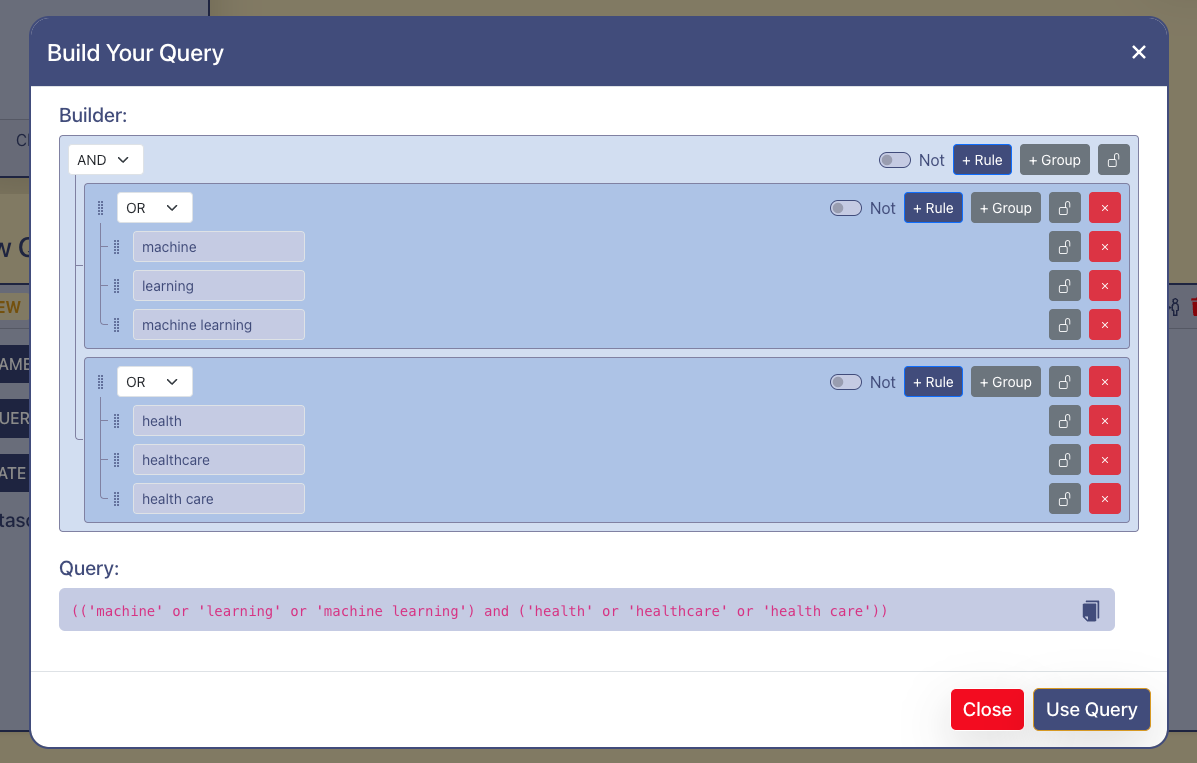 Build Your Query ×
Builder:
AND Not + Rule + Group
OR Not + Rule + Group ×
machine ×
learning ×
machine learning ×
OR Not + Rule + Group ×
health ×
healthcare ×
health care ×
Query:
(('machine' or 'learning' or 'machine learning') and ('health' or 'healthcare' or 'health care'))
Close Use Query